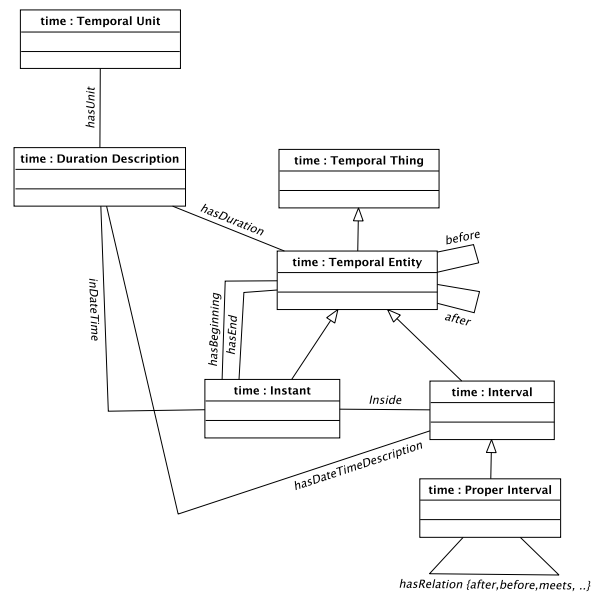 time : Temporal Unit
hasUnit
time : Duration Description
time : Temporal Thing
hasDuration
before
time : Temporal Entity
inDateTime
hasBeginning
hasEnd
after
time : Instant
Inside
time : Interval
hasDateTimeDescription
time : Proper Interval
hasRelation {after,before,meets, ..}